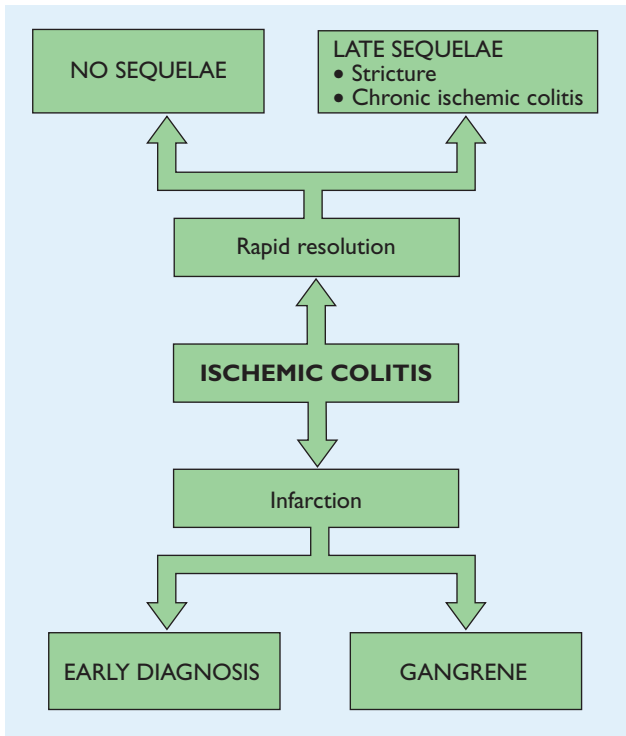 NO SEQUELAE
LATE SEQUELAE
• Stricture
• Chronic ischemic colitis
Rapid resolution
ISCHEMIC COLITIS
Infarction
EARLY DIAGNOSIS
GANGRENE